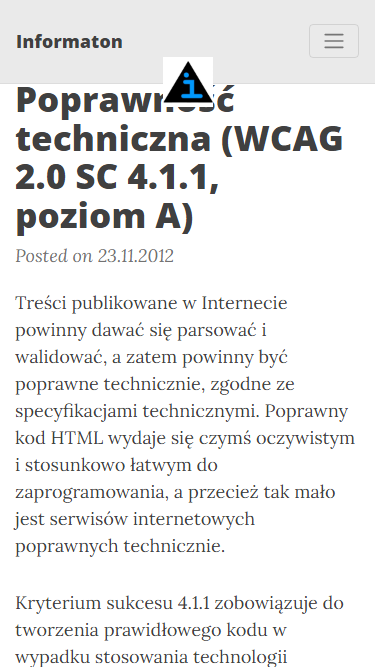 Informaton
Poprawność
techniczna (WCAG
2.0 SC 4.1.1,
poziom A)
Posted on 23.11.2012
Treści publikowane w Internecie
powinny dawać się parsować i
walidować, a zatem powinny być
poprawne technicznie, zgodne ze
specyfikacjami technicznymi. Poprawny
kod HTML wydaje się czymś oczywistym
i stosunkowo łatwym do
zaprogramowania, a przecież tak mało
jest serwisów internetowych
poprawnych technicznie.
Kryterium sukcesu 4.1.1 zobowiązuje do
tworzenia prawidłowego kodu w
wypadku stosowania technologii